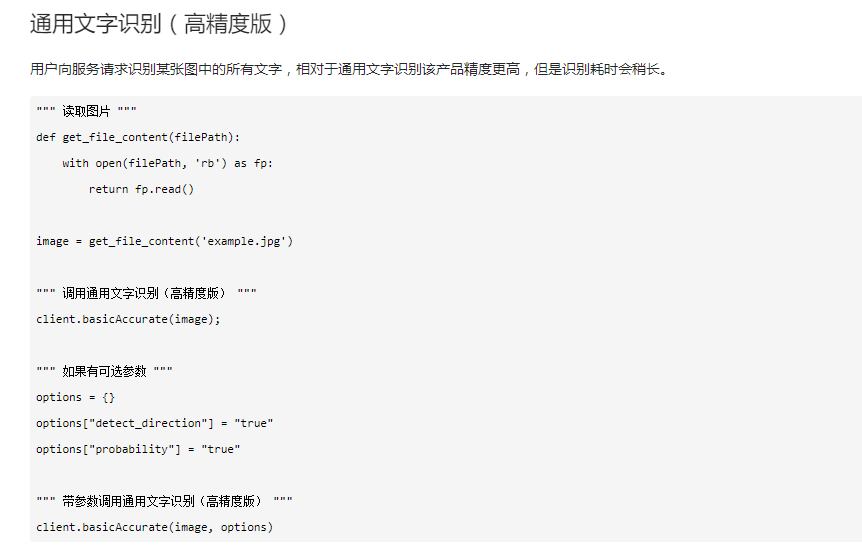 通用文字识别（高精度版）
用户向服务请求识别某张图中的所有文字，相对于通用文字识别该产品精度更高，但是识别耗时会稍长。
""" 读取图片 """
def get_file_content(filePath):
    with open(filePath, 'rb') as fp:
        return fp.read()
image = get_file_content('example.jpg')
""" 调用通用文字识别（高精度版） """
client.basicAccurate(image);
""" 如果有可选参数 """
options = {}
options["detect_direction"] = "true"
options["probability"] = "true"
""" 带参数调用通用文字识别（高精度版） """
client.basicAccurate(image, options)